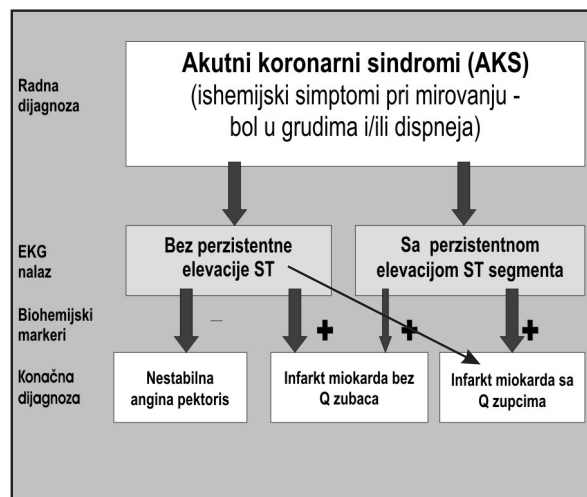 Akutni koronarni sindromi (AKS)
(ishemijski simptomi pri mirovanju -
bol u grudima i/ili dispneja)
Radna
dijagnoza
EKG
nalaz
Bez perzistentne
elevacije ST
Sa perzistentnom
elevacijom ST segmenta
Biohemijski
markeri
–
+
+
+
Konačna
dijagnoza
Nestabilna
angina pektoris
Infarkt miokarda bez
Q zubaca
Infarkt miokarda sa
Q zupcima